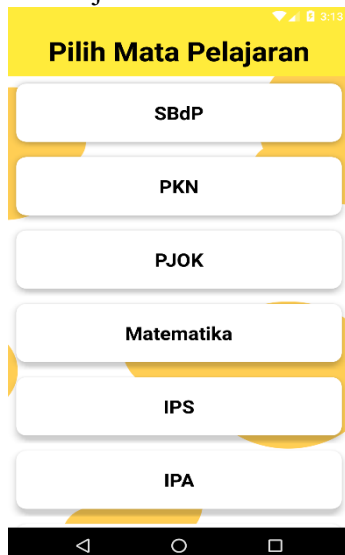 3:13
Pilih Mata Pelajaran
SBdP
PKN
PJOK
Matematika
IPS
IPA